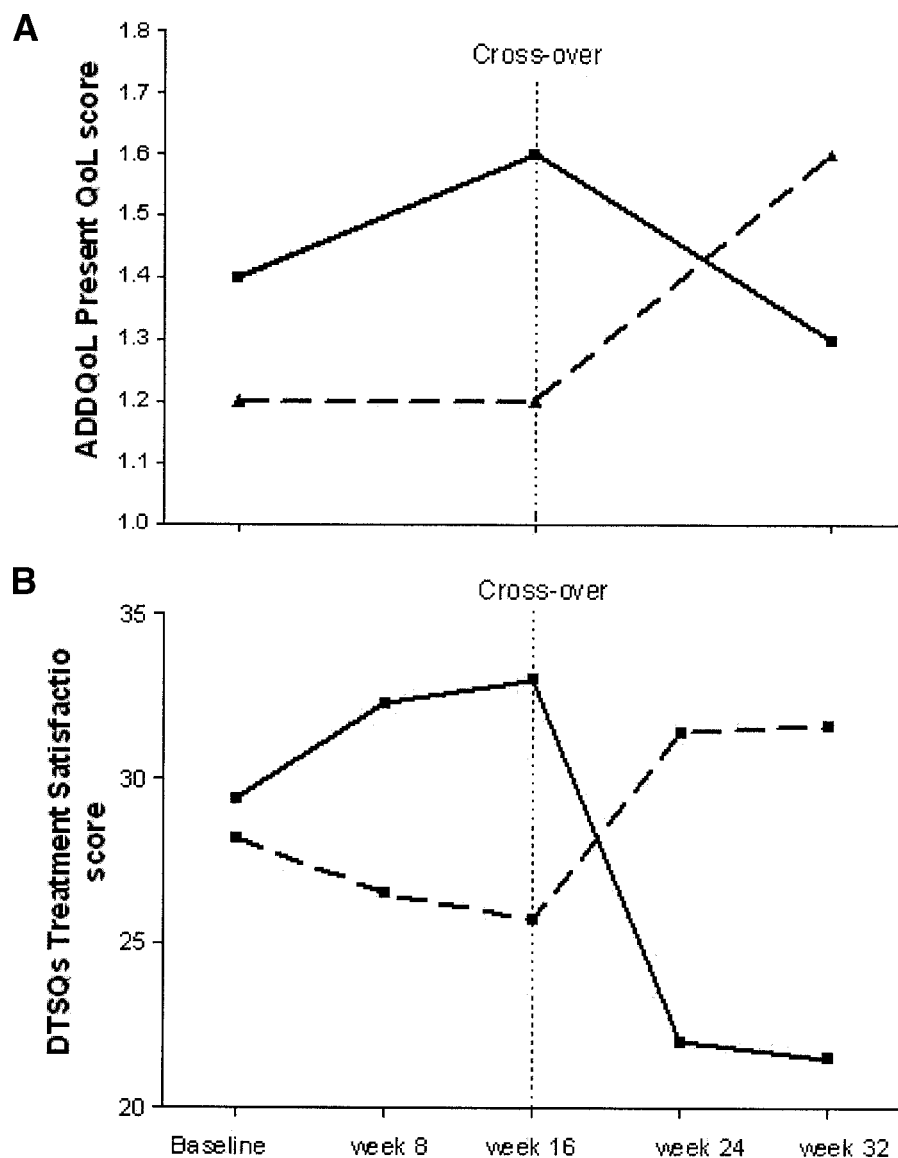 A
Cross-over
ADDQoL Present QoL score
1.8
1.7
1.6
1.5
1.4
1.3
1.2
1.1
1.0
B
Cross-over
DTSQs Treatment Satisfactio
score
35
30
25
20
Baseline
week 8
week 16
week 24
week 32